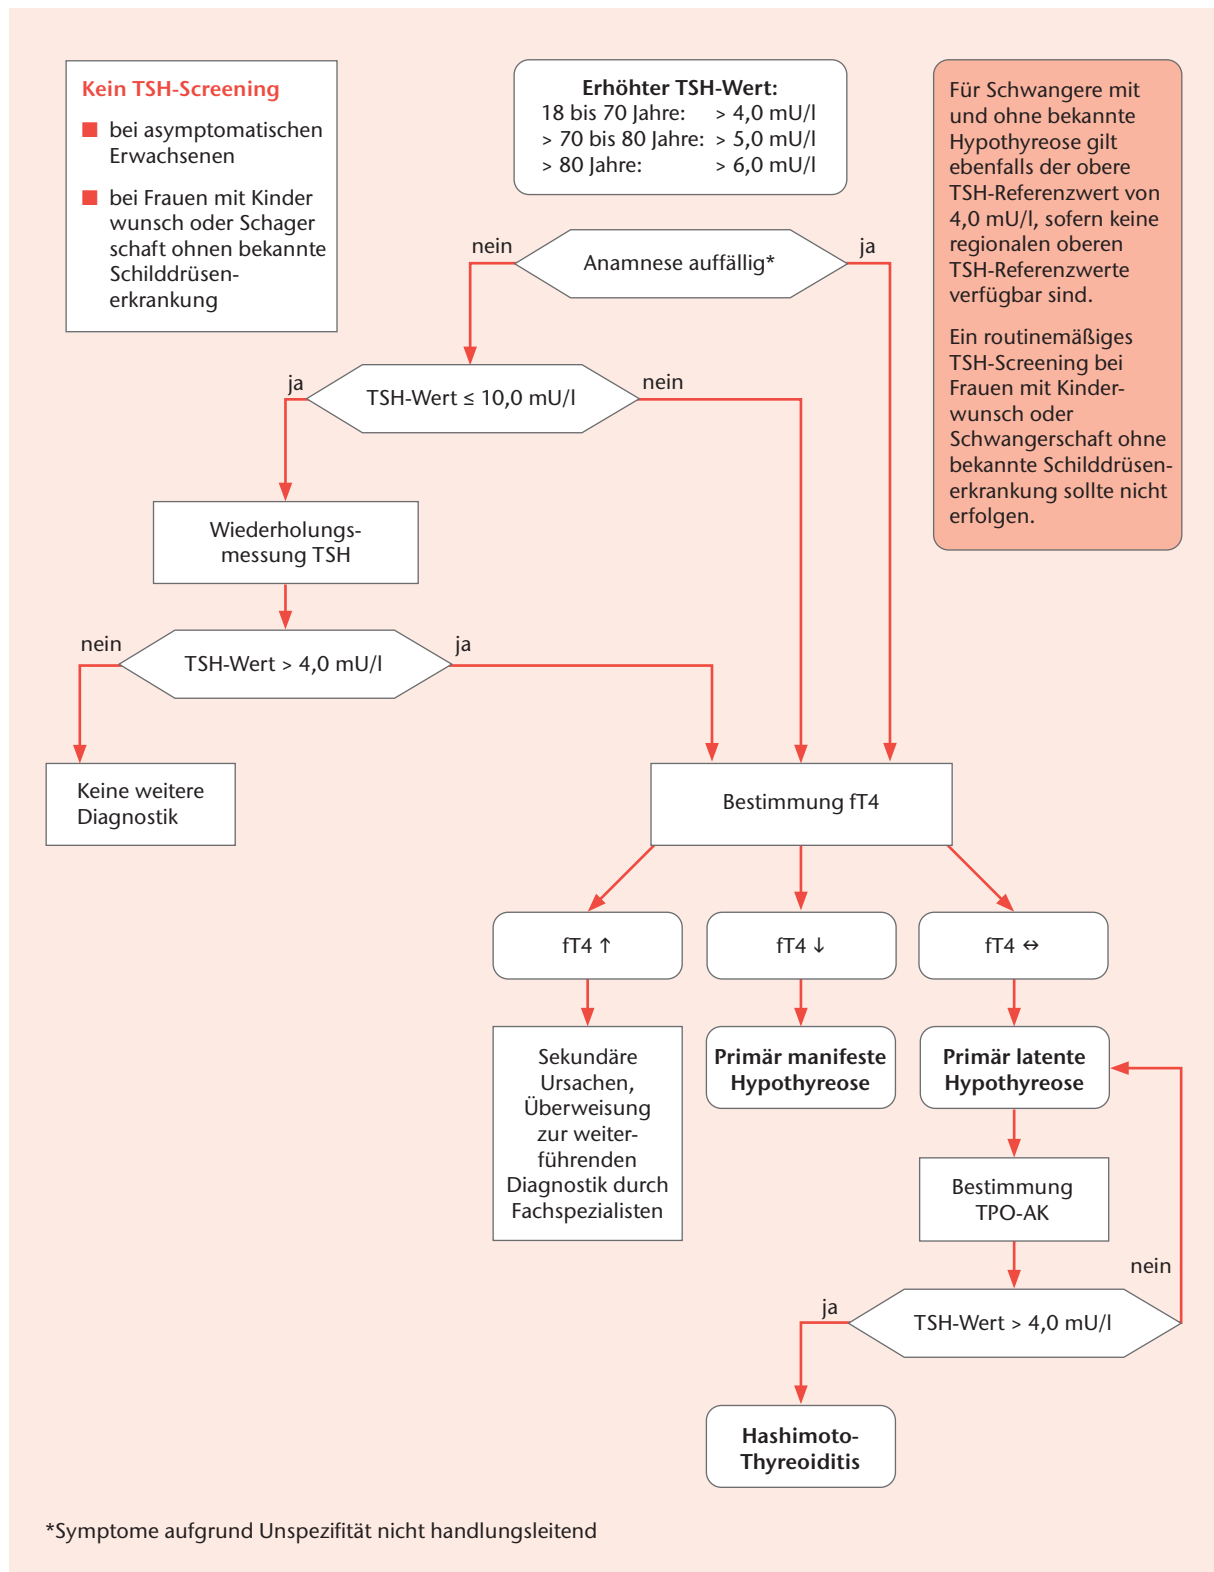 Kein TSH-Screening
■ bei asymptomatischen
Erwachsenen
■ bei Frauen mit Kinder
wunsch oder Schager
schaft ohnen bekannte
Schilddrüsen-
erkrankung
Erhöhter TSH-Wert:
18 bis 70 Jahre: > 4,0 mU/l
> 70 bis 80 Jahre: > 5,0 mU/l
> 80 Jahre: > 6,0 mU/l
Für Schwangere mit
und ohne bekannte
Hypothyreose gilt
ebenfalls der obere
TSH-Referenzwert von
4,0 mU/l, sofern keine
regionalen oberen
TSH-Referenzwerte
verfügbar sind.
Ein routinemäßiges
TSH-Screening bei
Frauen mit Kinder-
wunsch oder
Schwangerschaft ohne
bekannte Schilddrüsen-
erkrankung sollte nicht
erfolgen.
nein
Anamnese auffällig*
ja
ja
TSH-Wert ≤ 10,0 mU/l
nein
Wiederholungs-
messung TSH
nein
TSH-Wert > 4,0 mU/l
ja
Keine weitere
Diagnostik
Bestimmung fT4
fT4 ↑
fT4 ↓
fT4 ↔
Sekundäre
Ursachen,
Überweisung
zur weiter-
führenden
Diagnostik durch
Fachspezialisten
Primär manifeste
Hypothyreose
Primär latente
Hypothyreose
Bestimmung
TPO-AK
nein
ja
TSH-Wert > 4,0 mU/l
Hashimoto-
Thyreoiditis
*Symptome aufgrund Unspezifität nicht handlungsleitend